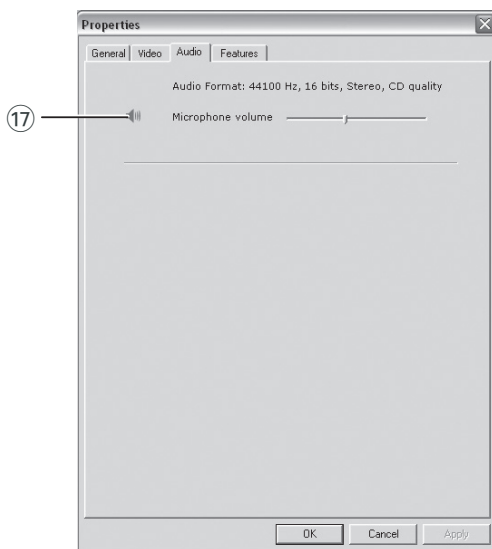 Properties
General Video Audio Features
Audio Format: 44100 Hz, 16 bits, Stereo, CD quality
⑰
Microphone volume
OK Cancel Apply